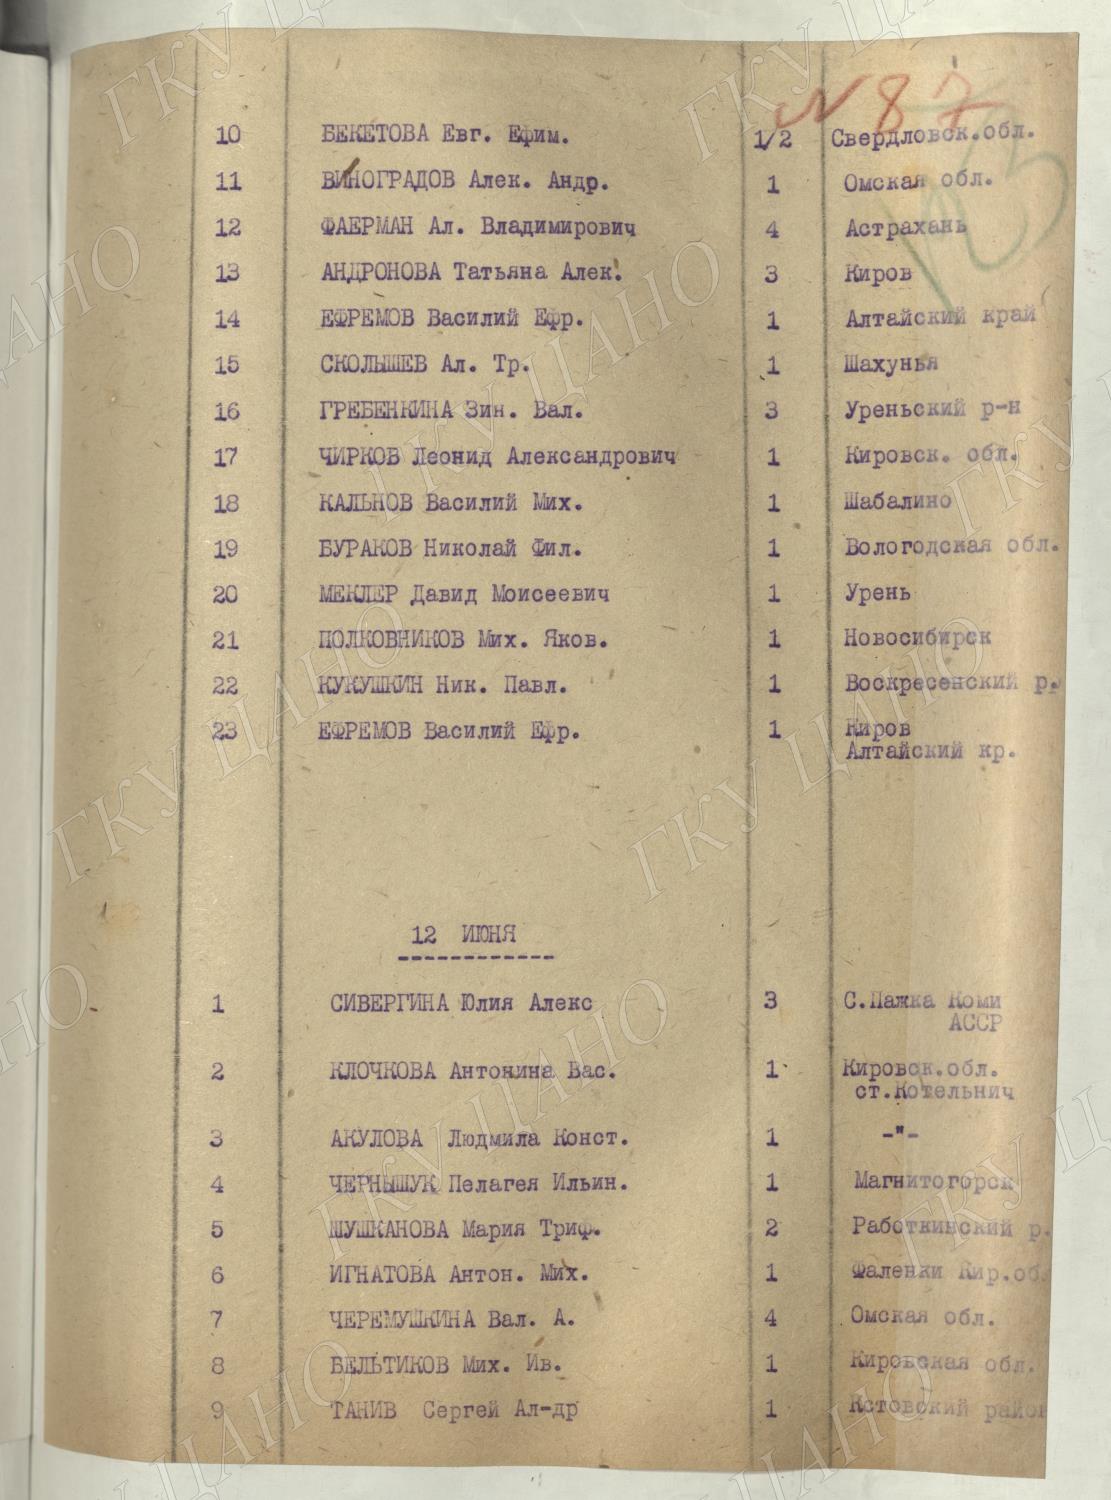 N 87
10 БЕКЕТОВА Евг. Ефим. 1/2 Свердловск.обл.
11 ВИНОГРАДОВ Алек. Андр. 1 Омская обл.
12 ФАЕРМАН Ал. Владимирович 4 Астрахань
13 АНДРОНОВА Татьяна Алек. 3 Киров
14 ЕФРЕМОВ Василий Ефр. 1 Алтайский край
15 СКОЛЫШЕВ Ал. Тр. 1 Шахунья
16 ГРЕБЕНКИНА Зин. Вал. 3 Уреньский р-н
17 ЧИРКОВ Леонид Александрович 1 Кировск. обл.
18 КАЛЬНОВ Василий Мих. 1 Шабалино
19 БУРАКОВ Николай Фил. 1 Вологодская обл.
20 МЕКЛЕР Давид Моисеевич 1 Урень
21 ПОЛКОВНИКОВ Мих. Яков. 1 Новосибирск
22 КУКУШКИН Ник. Павл. 1 Воскресенский р.
23 ЕФРЕМОВ Василий Ефр. 1 Киров
Алтайский кр.
12 ИЮНЯ
1 СИВЕРГИНА Юлия Алекс 3 С.Пажка Коми
АССР
2 КЛОЧКОВА Антонина Вас. 1 Кировск.обл.
ст.Котельнич
3 АКУЛОВА Людмила Конст. 1 -"-
4 ЧЕРНЫШУК Пелагея Ильин. 1 Магнитогорск
5 ШУШКАНОВА Мария Триф. 2 Работкинский р.
6 ИГНАТОВА Антон. Мих. 1 Фаленки Кир.об
7 ЧЕРЕМУШКИНА Вал. А. 4 Омская обл.
8 БЕЛЬТИКОВ Мих. Ив. 1 Кировская обл.
9 ТАНИВ Сергей Ал-др 1 Кстовский район
ГКУ ЦАНО